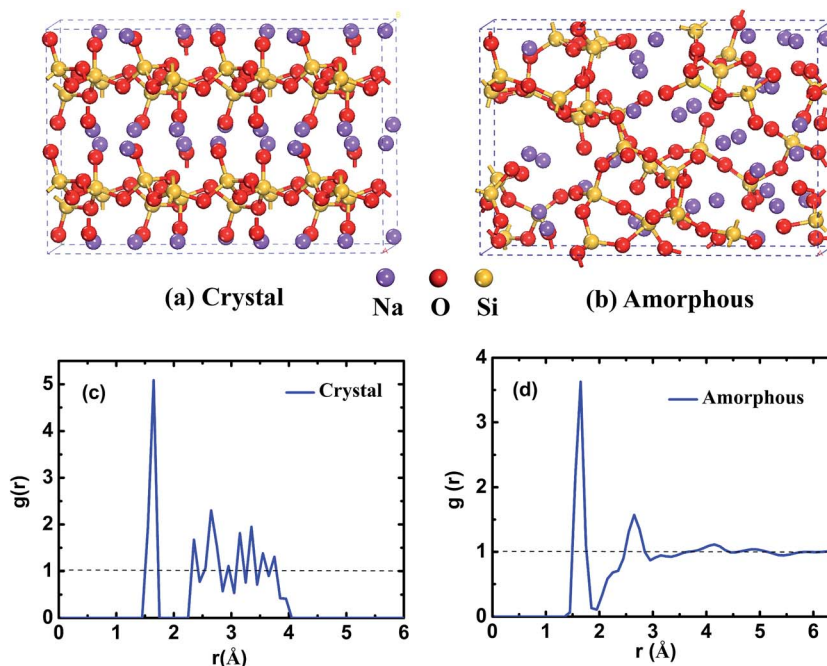 (a) Crystal
Na O Si
(b) Amorphous
(c)
Crystal
5
4
3
2
1
0
g(r)
0 1 2 3 4 5 6
r(Å)
(d)
Amorphous
4
3
2
1
0
g (r)
0 1 2 3 4 5 6
r (Å)